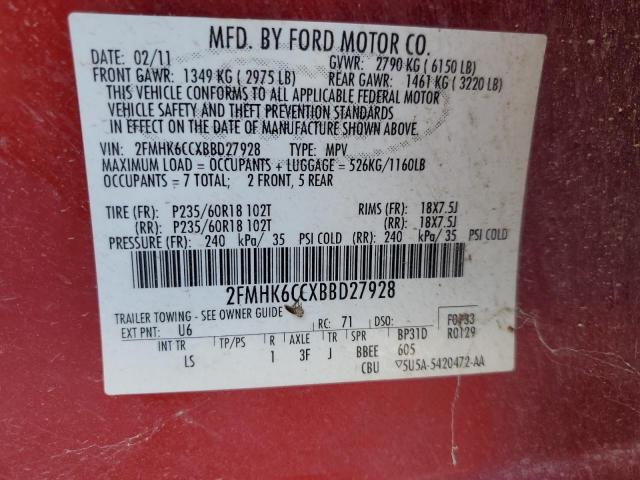 MFD. BY FORD MOTOR CO.
DATE: 02/11 GVWR: 2790 KG ( 6150 LB)
FRONT GAWR: 1349 KG ( 2975 LB) REAR GAWR: 1461 KG ( 3220 LB)
THIS VEHICLE CONFORMS TO ALL APPLICABLE FEDERAL MOTOR
VEHICLE SAFETY AND THEFT PREVENTION STANDARDS
IN EFFECT ON THE DATE OF MANUFACTURE SHOWN ABOVE.
VIN: 2FMHK6CCXBBD27928 TYPE: MPV
MAXIMUM LOAD = OCCUPANTS + LUGGAGE = 526KG/1160LB
OCCUPANTS = 7 TOTAL; 2 FRONT, 5 REAR
TIRE (FR): P235/60R18 102T RIMS (FR): 18X7.5J
(RR): P235/60R18 102T (RR): 18X7.5J
PRESSURE (FR): 240 kPa/ 35 PSI COLD (RR): 240 kPa/ 35 PSI COLD
2FMHK6CCXBBD27928
TRAILER TOWING - SEE OWNER GUIDE
EXT PNT: U6 RC: 71 DSO: F0733
INT TR TP/PS R AXLE TR SPR BP31D R0129
LS 1 3F J BBEE 605
CBU ▽5U5A-5420472-AA